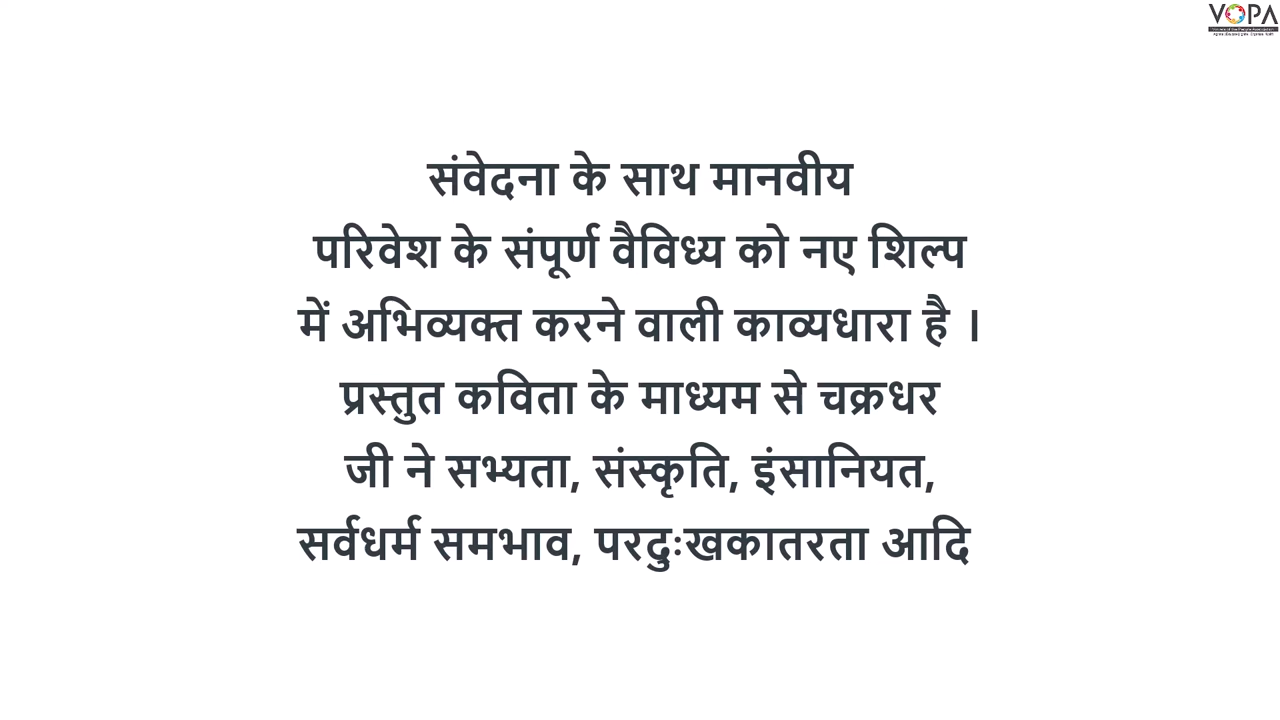 VOPA
संवेदना के साथ मानवीय
परिवेश के संपूर्ण वैविध्य को नए शिल्प
में अभिव्यक्त करने वाली काव्यधारा है ।
प्रस्तुत कविता के माध्यम से चक्रधर
जी ने सभ्यता, संस्कृति, इंसानियत,
सर्वधर्म समभाव, परदुःखकातरता आदि